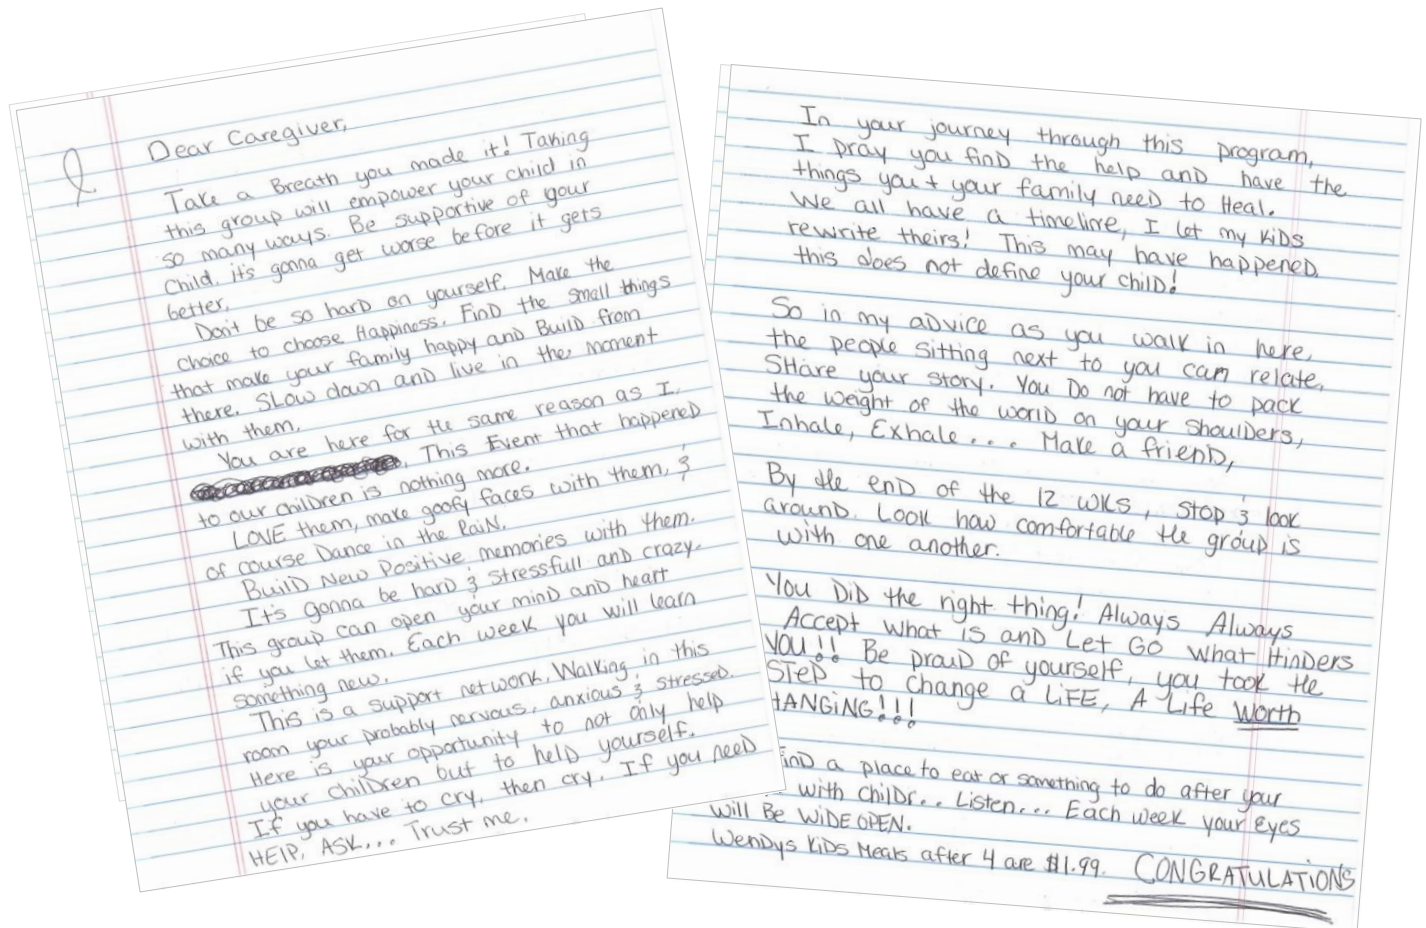 Dear Caregiver,
Take a Breath you made it! Taking
this group will empower your child in
so many ways. Be supportive of your
Child, it's gonna get worse before it gets
better.
Don't be so hard on yourself. Make the
choice to choose Happiness. Find the small things
that make your family happy and Build from
there. SLow down and live in the moment
with them.
You are here for the same reason as I.
. This Event that happened
to our children is nothing more.
LOVE them, make goofy faces with them, &
of course Dance in the RaiN.
BuilD New Positive memories with them.
It's gonna be hard & stressfull and crazy.
This group can open your mind and heart
if you let them. Each week you will learn
something new.
This is a support network. Walking in this
room your probably nervous, anxious & stressed.
Here is your opportunity to not only help
your children but to help yourself.
If you have to cry, then cry. If you need
HElP, ASK... Trust me.
In your journey through this program,
I pray you find the help and have the
things you + your family need to Heal.
We all have a timeline, I let my KiDS
rewrite theirs! This may have happened
this does not define your child!
So in my advice as you walk in here,
the people sitting next to you can relate,
SHare your story. You Do not have to pack
the weight of the world on your shoulders,
Inhale, Exhale... Make a friend,
By the end of the 12 wks, stop & look
around. Look how comfortable the group is
with one another.
You Did the right thing! Always Always
Accept what is and Let GO what HinDers
YOU!! Be proud of yourself, you took the
STeP to change a LiFE, A Life Worth
HANGiNG!!!
FinD a place to eat or something to do after your
with childr.. Listen... Each week your eyes
will Be WiDE OPEN.
Wendys KiDs Meals after 4 are $1.99. CONGRATULATiONS